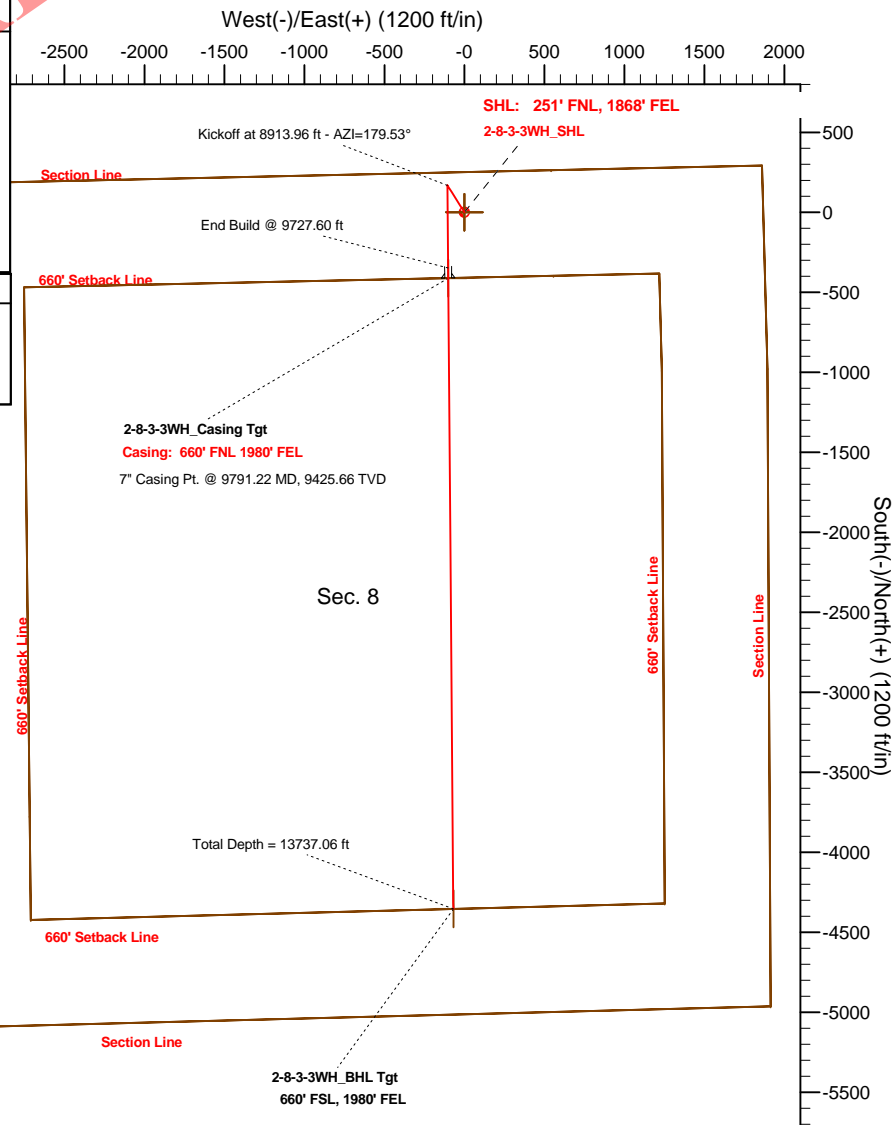 West(-)/East(+) (1200 ft/in)
-2500 -2000 -1500 -1000 -500 -0 500 1000 1500 2000
SHL: 251' FNL, 1868' FEL
2-8-3-3WH_SHL
Kickoff at 8913.96 ft - AZI=179.53°
Section Line
End Build @ 9727.60 ft
660' Setback Line
2-8-3-3WH_Casing Tgt
Casing: 660' FNL 1980' FEL
7" Casing Pt. @ 9791.22 MD, 9425.66 TVD
Sec. 8
660' Setback Line
660' Setback Line
Section Line
Total Depth = 13737.06 ft
660' Setback Line
Section Line
2-8-3-3WH_BHL Tgt
660' FSL, 1980' FEL
500
0
-500
-1000
-1500
-2000
-2500
-3000
-3500
-4000
-4500
-5000
-5500
South(-)/North(+) (1200 ft/in)